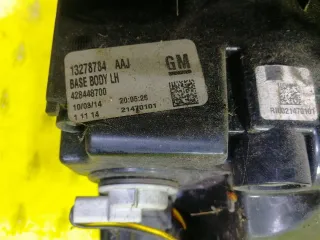 13278784 AAJ
GM
BASE BODY LH
428448700
10/03/14 20:05:26
1 11 14 21470101